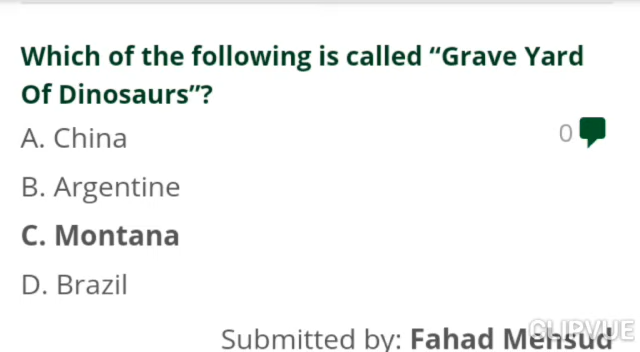 Which of the following is called “Grave Yard
Of Dinosaurs”?
A. China
0
B. Argentine
C. Montana
D. Brazil
Submitted by: Fahad Mehsud
CLIPVUE